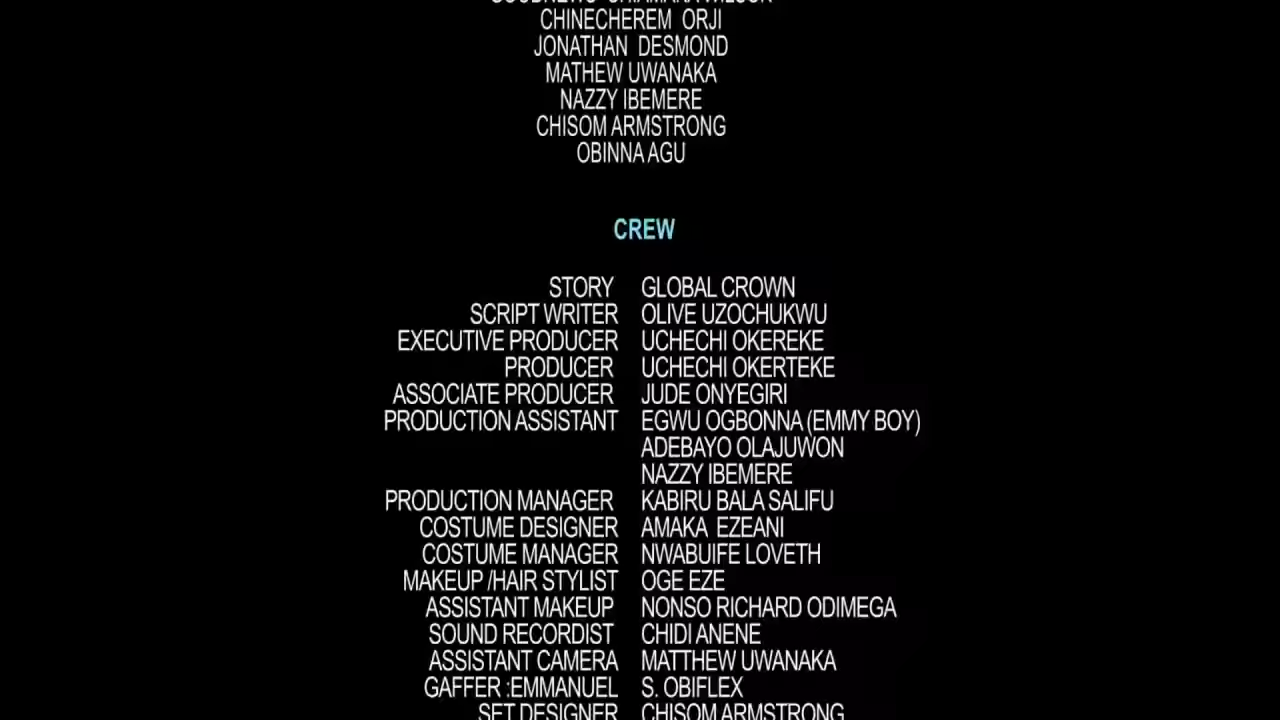 CHINECHEREM ORJI
JONATHAN DESMOND
MATHEW UWANAKA
NAZZY IBEMERE
CHISOM ARMSTRONG
OBINNA AGU
CREW
STORY GLOBAL CROWN
SCRIPT WRITER OLIVE UZOCHUKWU
EXECUTIVE PRODUCER UCHECHI OKEREKE
PRODUCER UCHECHI OKERTEKE
ASSOCIATE PRODUCER JUDE ONYEGIRI
PRODUCTION ASSISTANT EGWU OGBONNA (EMMY BOY)
ADEBAYO OLAJUWON
NAZZY IBEMERE
PRODUCTION MANAGER KABIRU BALA SALIFU
COSTUME DESIGNER AMAKA EZEANI
COSTUME MANAGER NWABUIFE LOVETH
MAKEUP /HAIR STYLIST OGE EZE
ASSISTANT MAKEUP NONSO RICHARD ODIMEGA
SOUND RECORDIST CHIDI ANENE
ASSISTANT CAMERA MATTHEW UWANAKA
GAFFER :EMMANUEL S. OBIFLEX
SET DESIGNER CHISOM ARMSTRONG